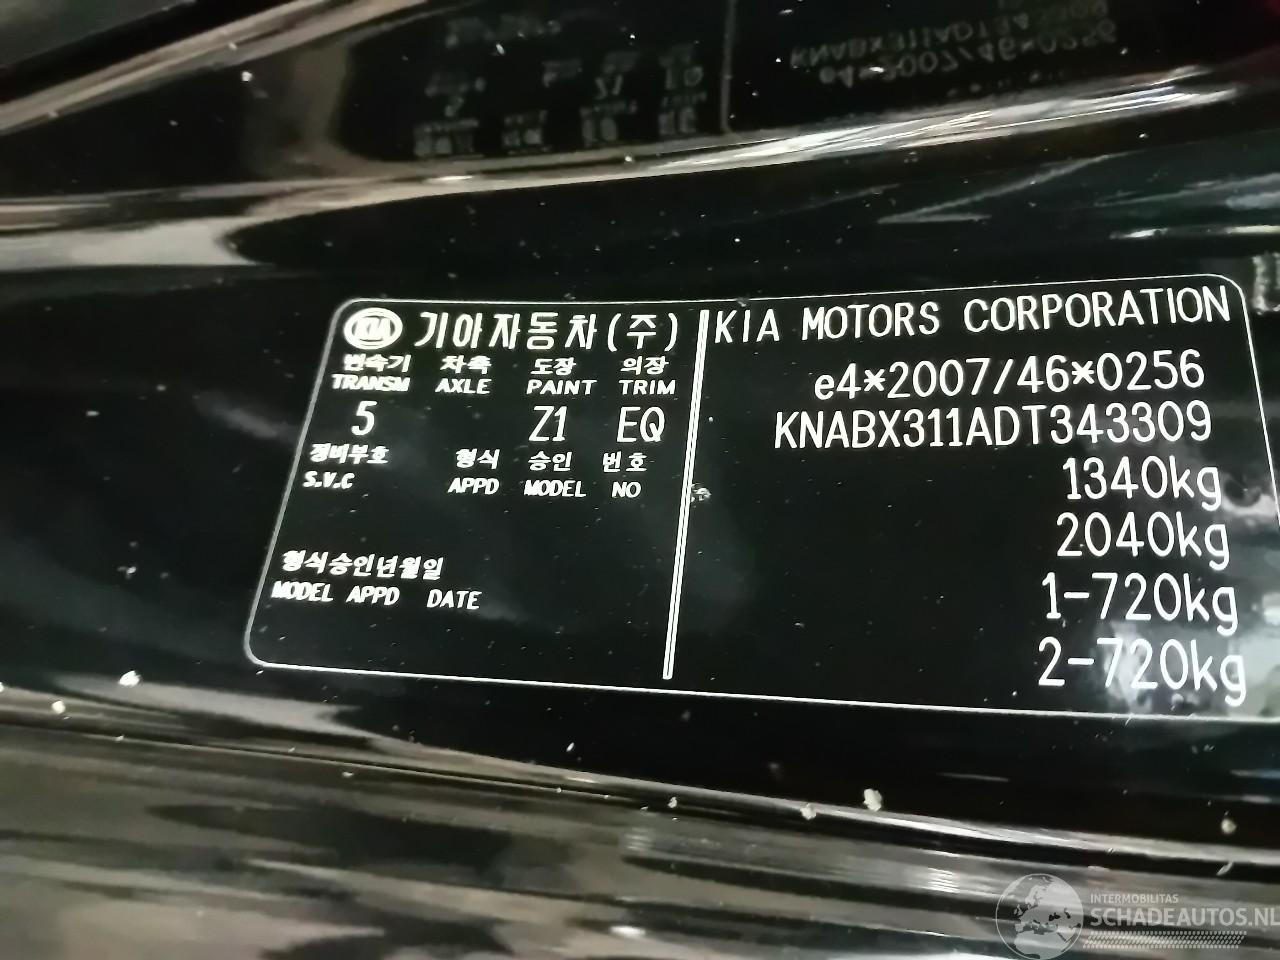 KIA 기아자동차(주)
변속기 차축 도장 의장
TRANSM AXLE PAINT TRIM
5 Z1 EQ
정비부호 형식 승인 번호
S.V.C APPD MODEL NO
형식승인년월일
MODEL APPD DATE
KIA MOTORS CORPORATION
e4*2007/46*0256
KNABX311ADT343309
1340kg
2040kg
1-720kg
2-720kg
INTERMOBILITAS
SCHADEAUTOS.NL